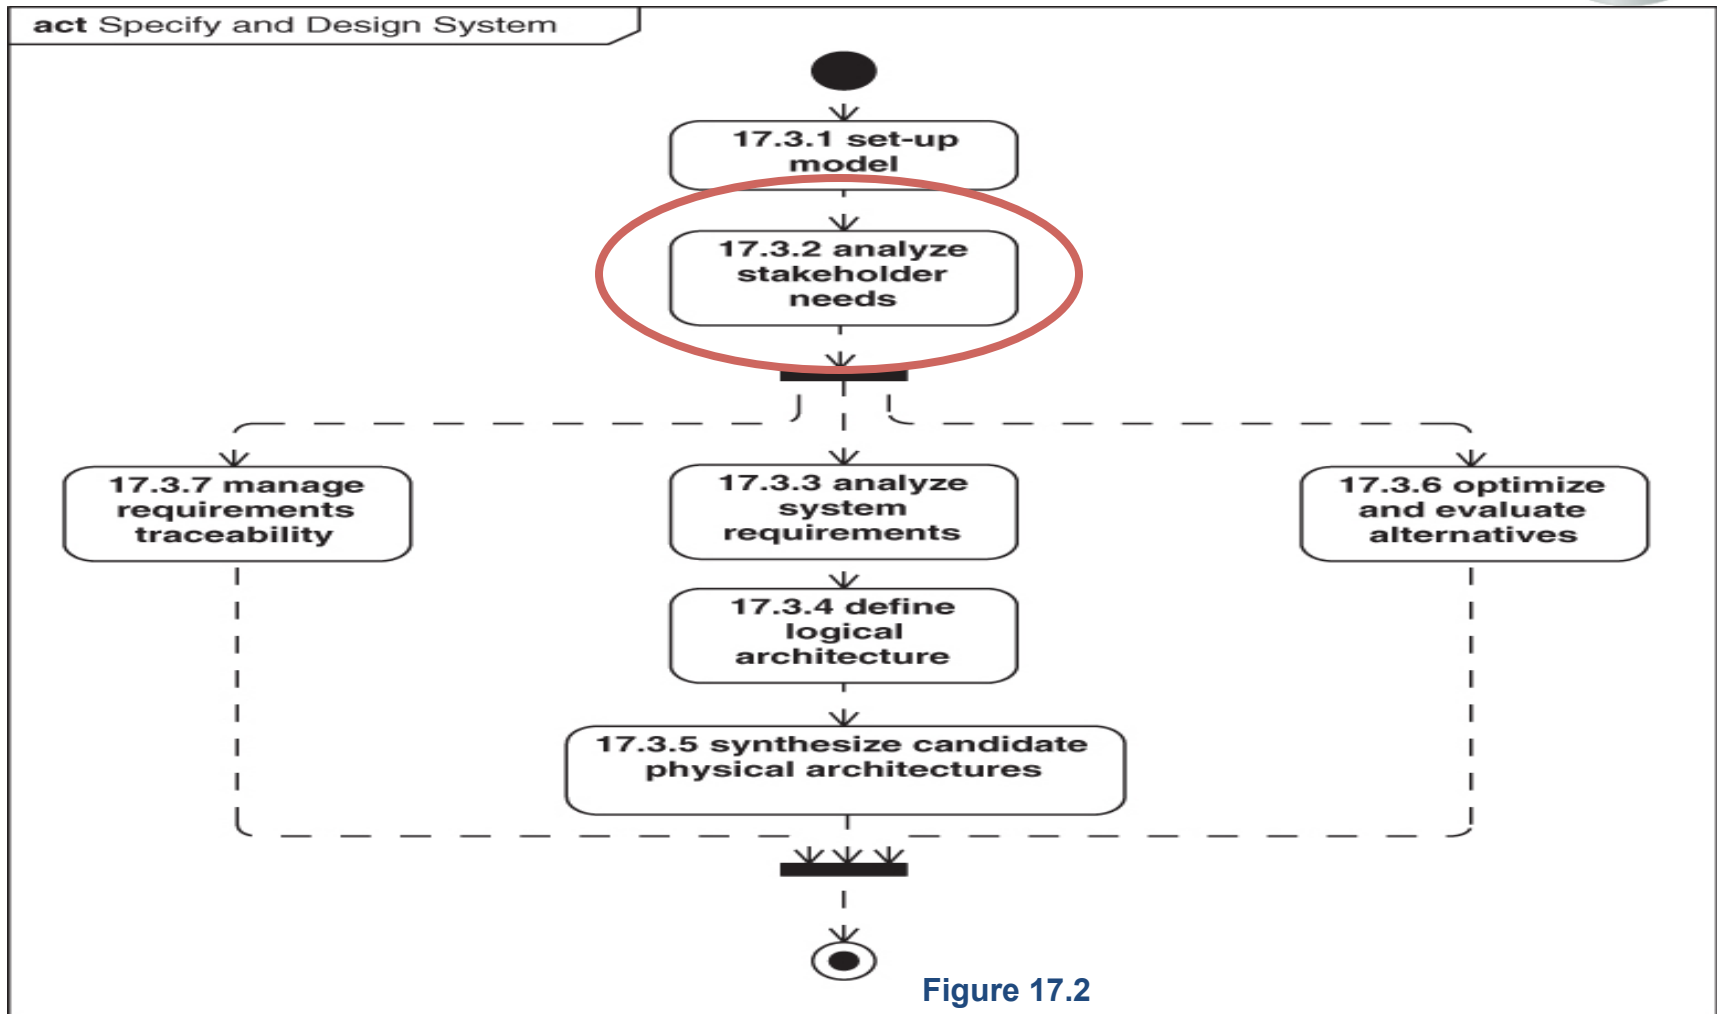 act Specify and Design System
17.3.1 set-up
model
17.3.2 analyze
stakeholder
needs
17.3.7 manage
requirements
traceability
17.3.3 analyze
system
requirements
17.3.6 optimize
and evaluate
alternatives
17.3.4 define
logical
architecture
17.3.5 synthesize candidate
physical architectures
Figure 17.2